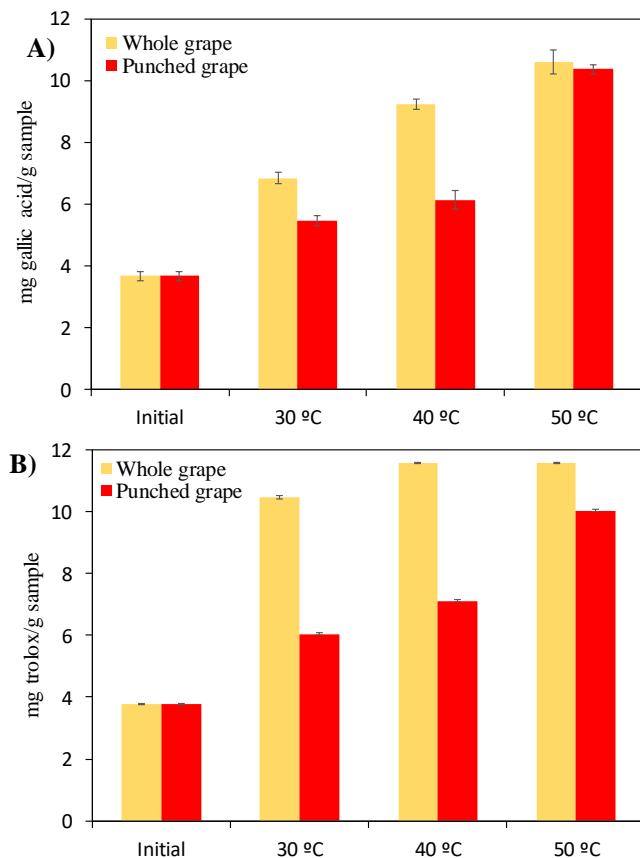 A)
Whole grape
Punched grape
mg gallic acid/g sample
12
10
8
6
4
2
0
Initial 30 ºC 40 ºC 50 ºC
B)
Whole grape
Punched grape
mg trolox/g sample
12
10
8
6
4
2
0
Initial 30 ºC 40 ºC 50 ºC